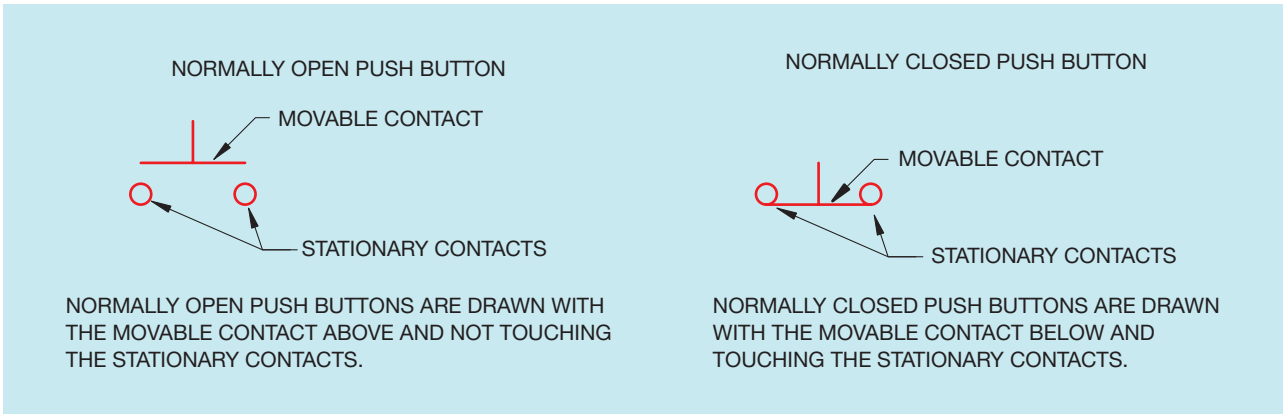 NORMALLY OPEN PUSH BUTTON
MOVABLE CONTACT
STATIONARY CONTACTS
NORMALLY OPEN PUSH BUTTONS ARE DRAWN WITH
THE MOVABLE CONTACT ABOVE AND NOT TOUCHING
THE STATIONARY CONTACTS.
NORMALLY CLOSED PUSH BUTTON
MOVABLE CONTACT
STATIONARY CONTACTS
NORMALLY CLOSED PUSH BUTTONS ARE DRAWN
WITH THE MOVABLE CONTACT BELOW AND
TOUCHING THE STATIONARY CONTACTS.